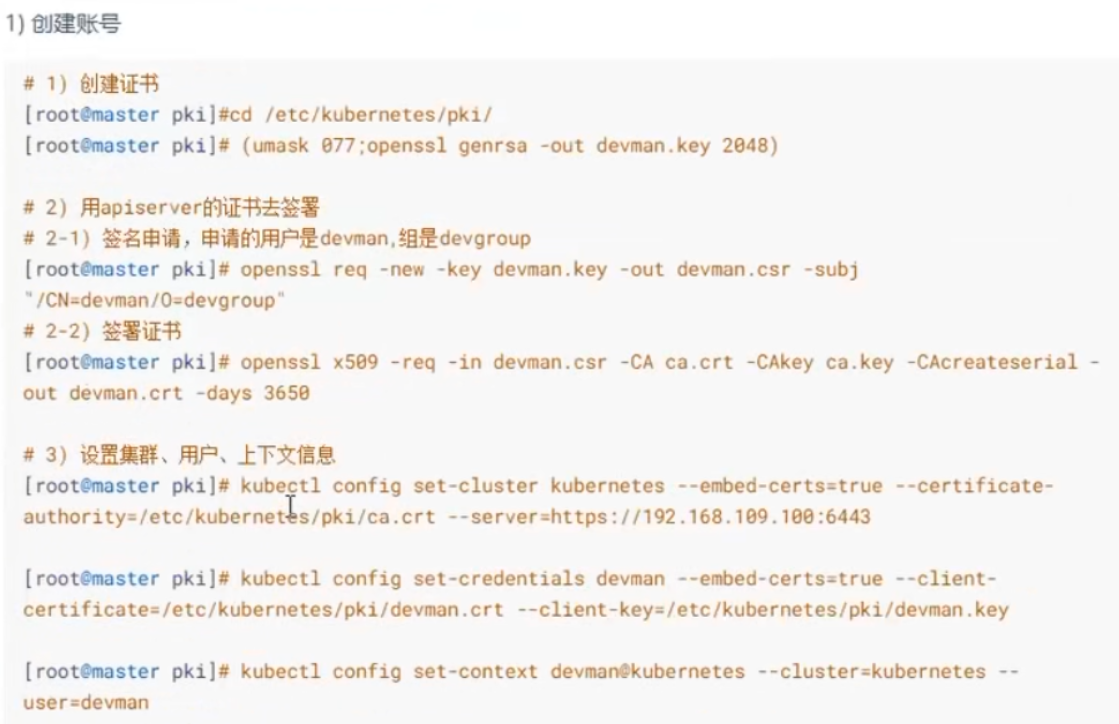 1) 创建账号
# 1) 创建证书
[root@master pki]#cd /etc/kubernetes/pki/
[root@master pki]# (umask 077;openssl genrsa -out devman.key 2048)
# 2) 用apiserver的证书去签署
# 2-1) 签名申请，申请的用户是devman,组是devgroup
[root@master pki]# openssl req -new -key devman.key -out devman.csr -subj
"/CN=devman/O=devgroup"
# 2-2) 签署证书
[root@master pki]# openssl x509 -req -in devman.csr -CA ca.crt -CAkey ca.key -CAcreateserial -
out devman.crt -days 3650
# 3) 设置集群、用户、上下文信息
[root@master pki]# kubectl config set-cluster kubernetes --embed-certs=true --certificate-
authority=/etc/kubernetes/pki/ca.crt --server=https://192.168.109.100:6443
[root@master pki]# kubectl config set-credentials devman --embed-certs=true --client-
certificate=/etc/kubernetes/pki/devman.crt --client-key=/etc/kubernetes/pki/devman.key
[root@master pki]# kubectl config set-context devman@kubernetes --cluster=kubernetes --
user=devman